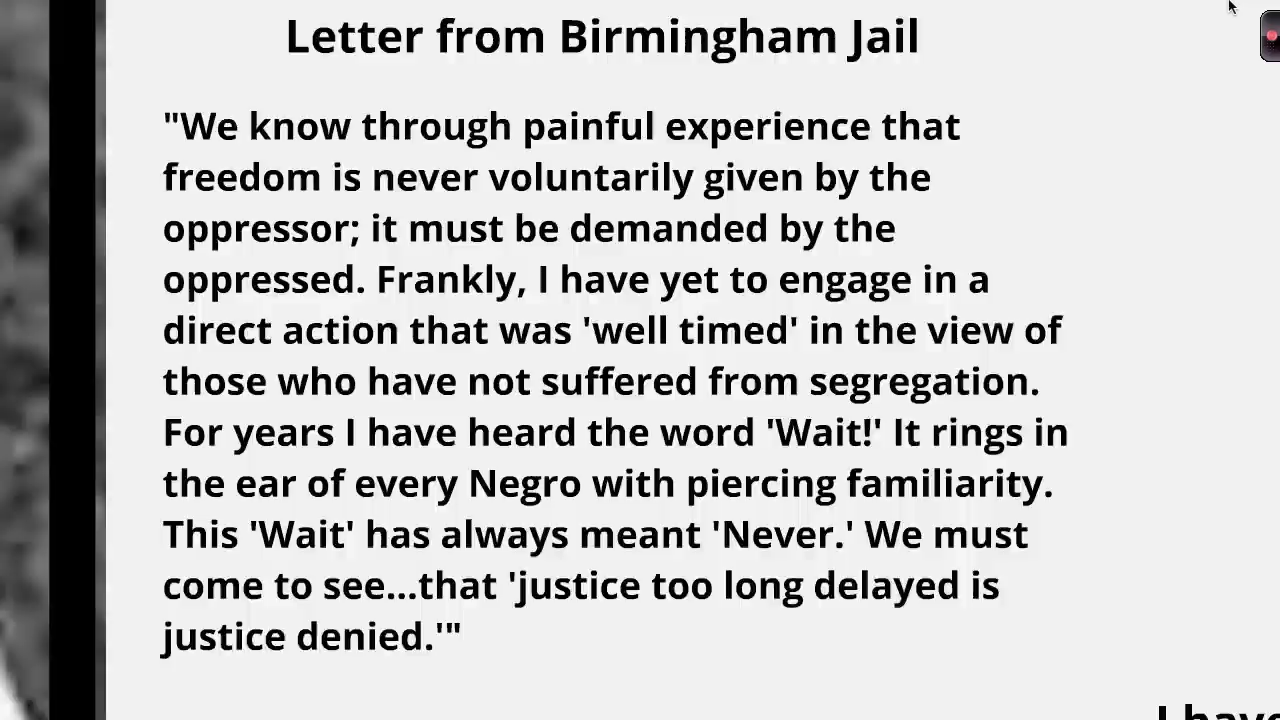 Letter from Birmingham Jail
"We know through painful experience that
freedom is never voluntarily given by the
oppressor; it must be demanded by the
oppressed. Frankly, I have yet to engage in a
direct action that was 'well timed' in the view of
those who have not suffered from segregation.
For years I have heard the word 'Wait!' It rings in
the ear of every Negro with piercing familiarity.
This 'Wait' has always meant 'Never.' We must
come to see...that 'justice too long delayed is
justice denied.'"
I have